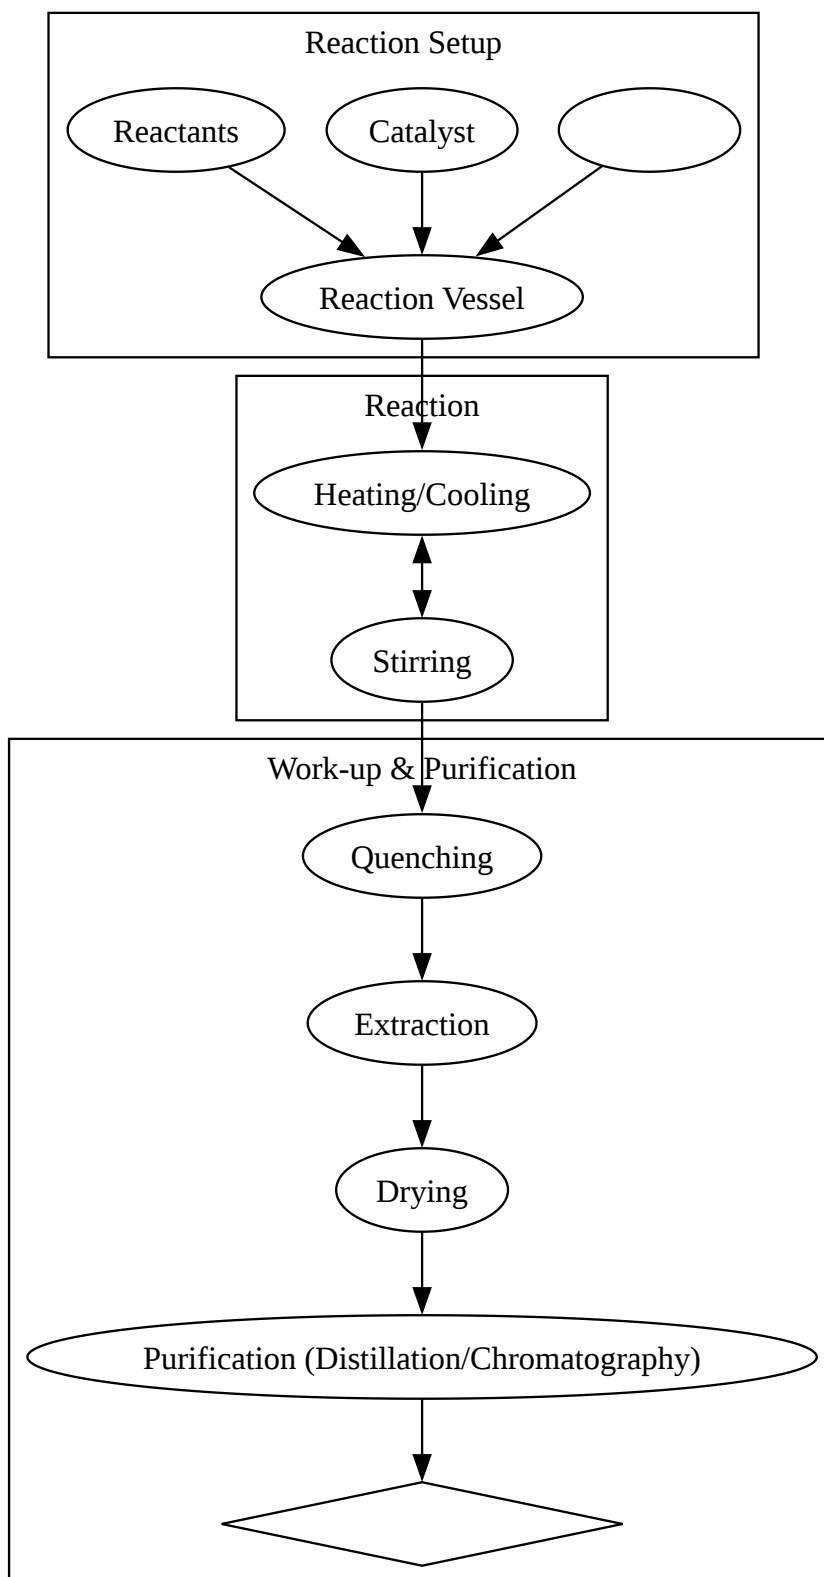 Reaction Setup
Reactants
Catalyst
Reaction Vessel
Reaction
Heating/Cooling
Stirring
Work-up & Purification
Quenching
Extraction
Drying
Purification (Distillation/Chromatography)